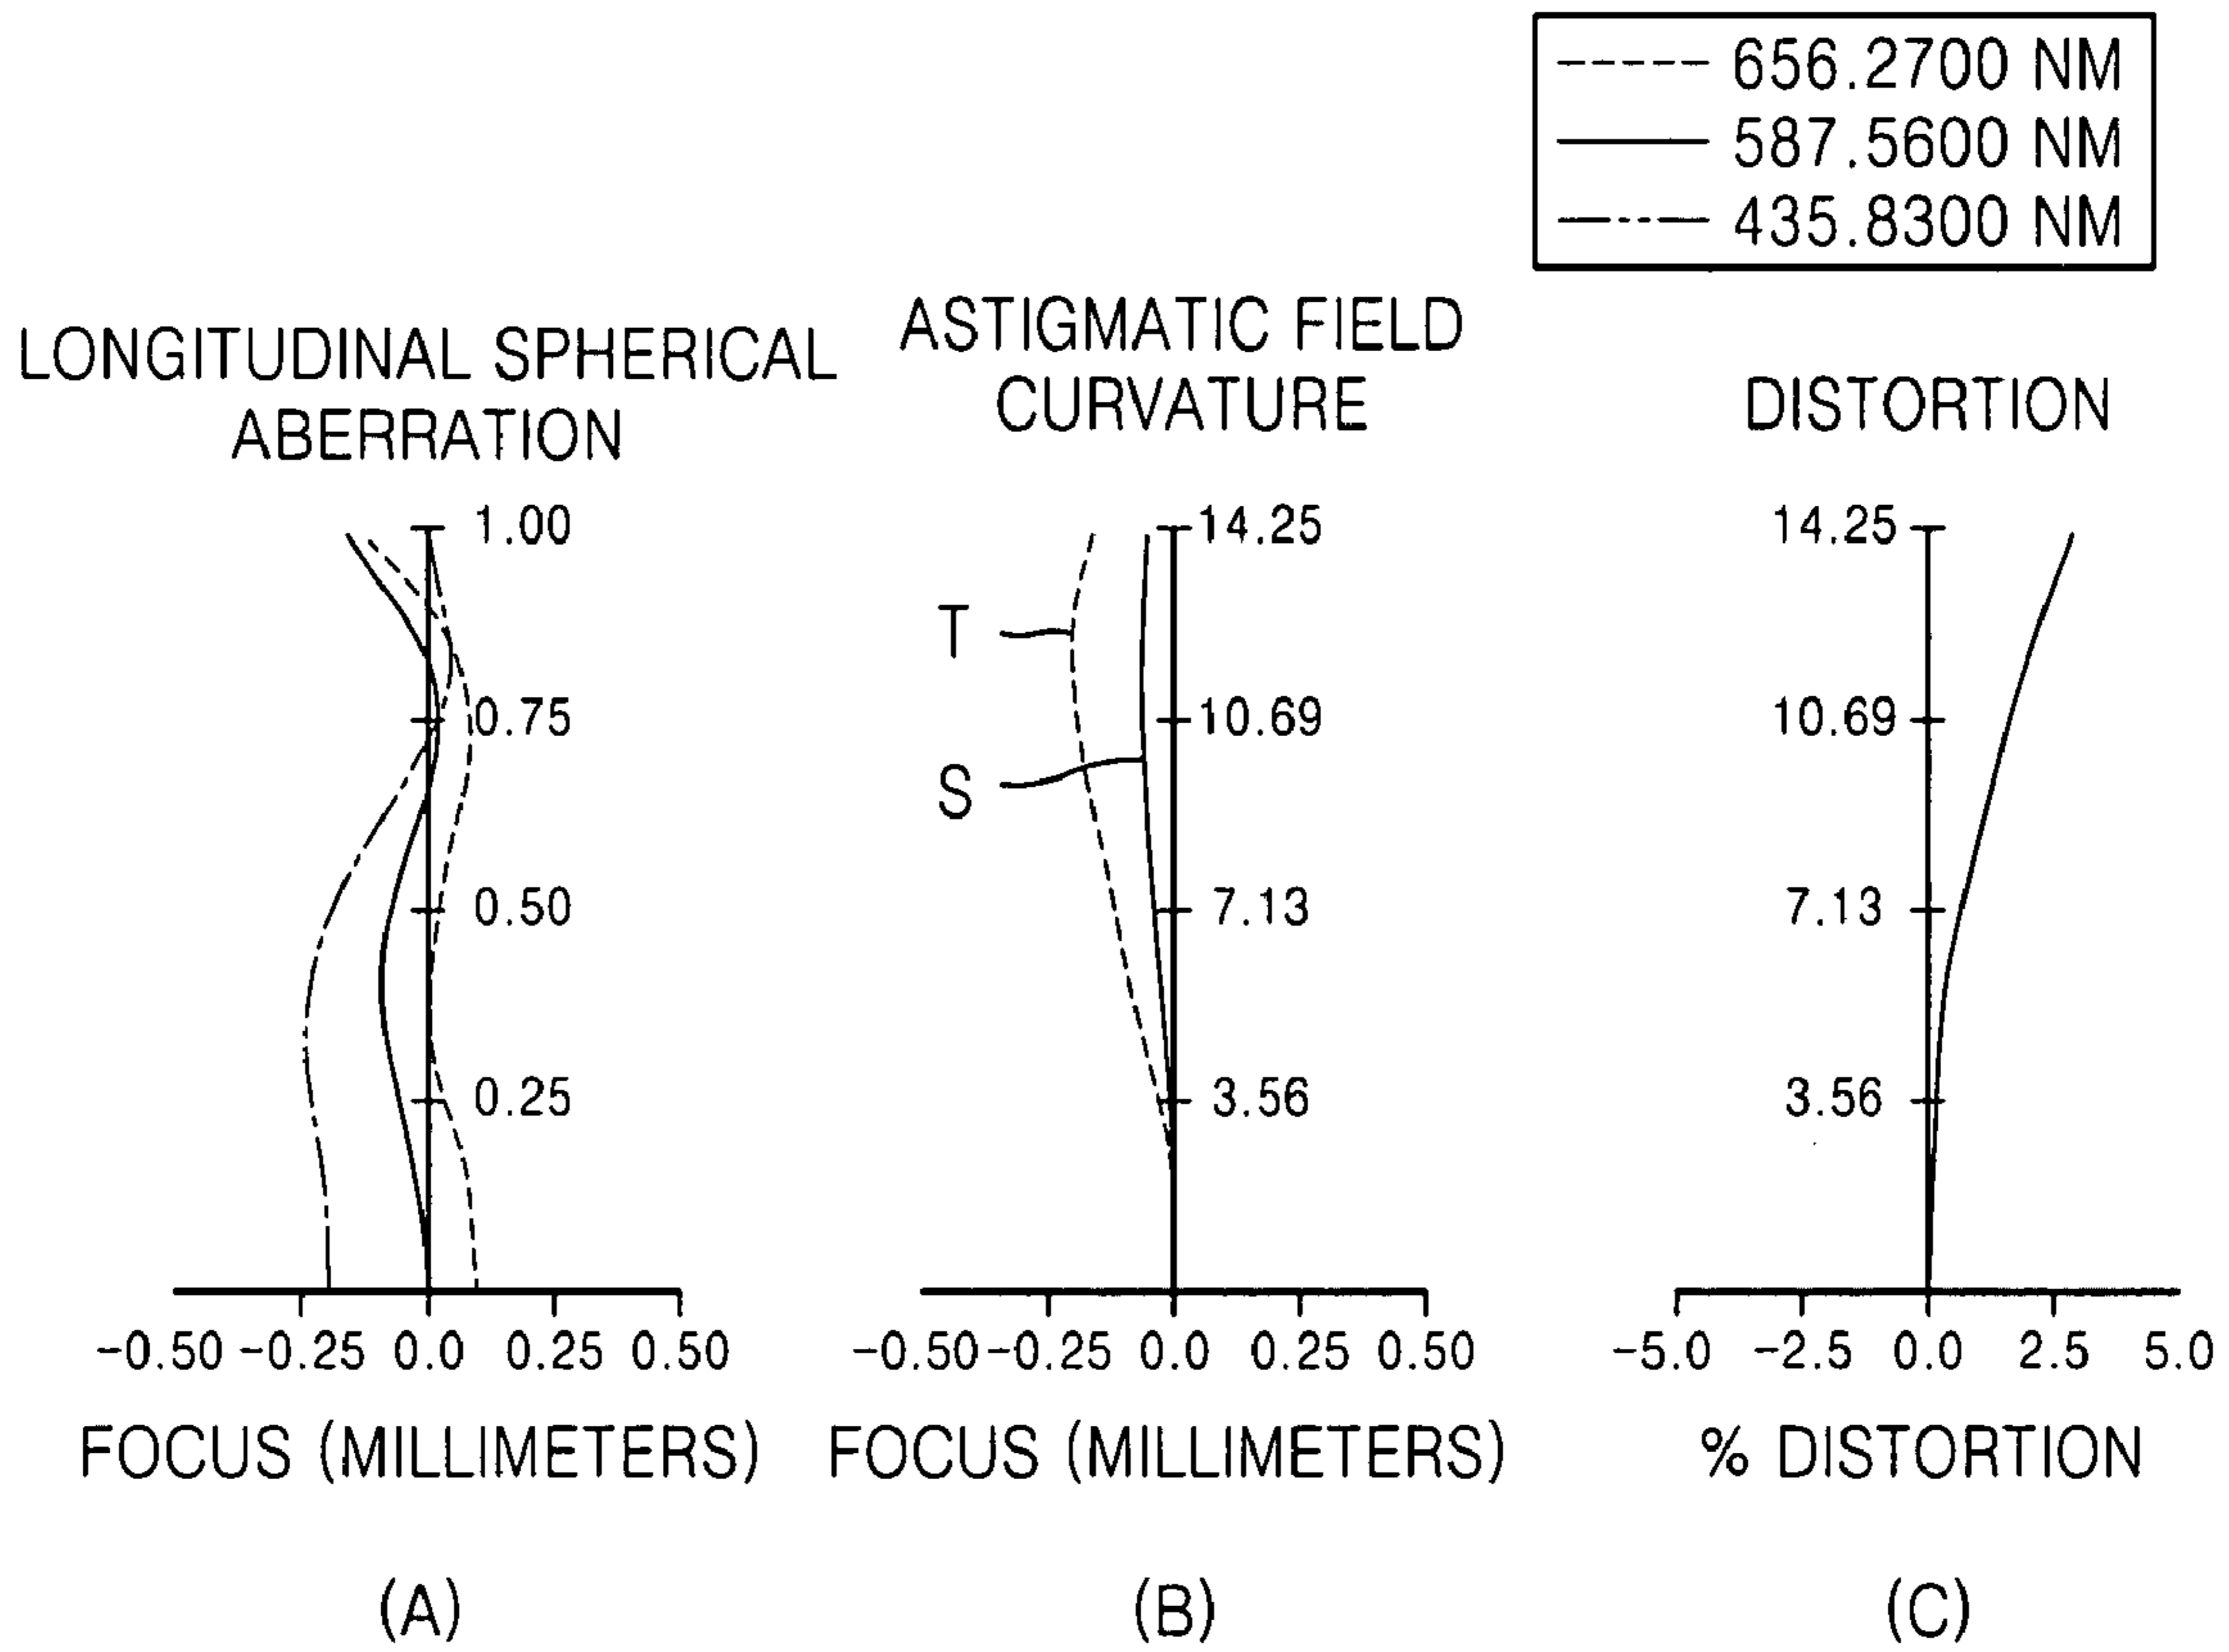 656.2700 NM
587.5600 NM
435.8300 NM
LONGITUDINAL SPHERICAL
ABERRATION
1.00
0.75
0.50
0.25
-0.50 -0.25 0.0 0.25 0.50
FOCUS (MILLIMETERS)
(A)
ASTIGMATIC FIELD
CURVATURE
14.25
T
10.69
S
7.13
3.56
-0.50 -0.25 0.0 0.25 0.50
FOCUS (MILLIMETERS)
(B)
DISTORTION
14.25
10.69
7.13
3.56
-5.0 -2.5 0.0 2.5 5.0
% DISTORTION
(C)